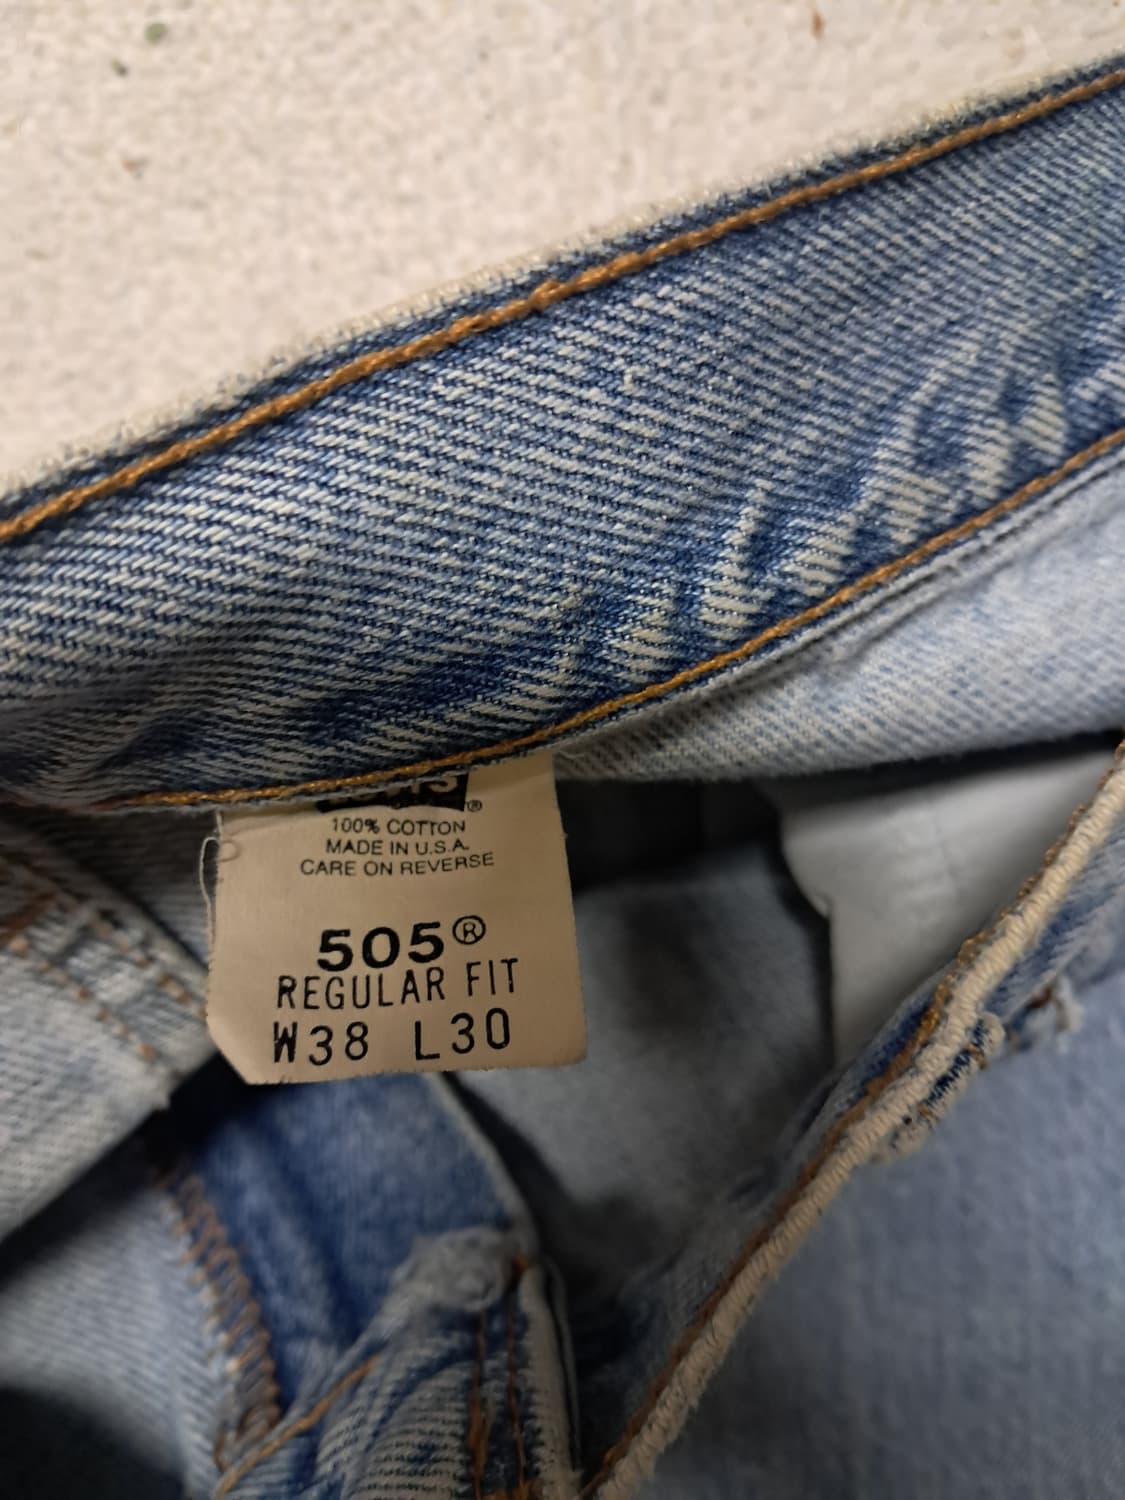 ®
100% COTTON
MADE IN U.S.A.
CARE ON REVERSE
505®
REGULAR FIT
W38 L30